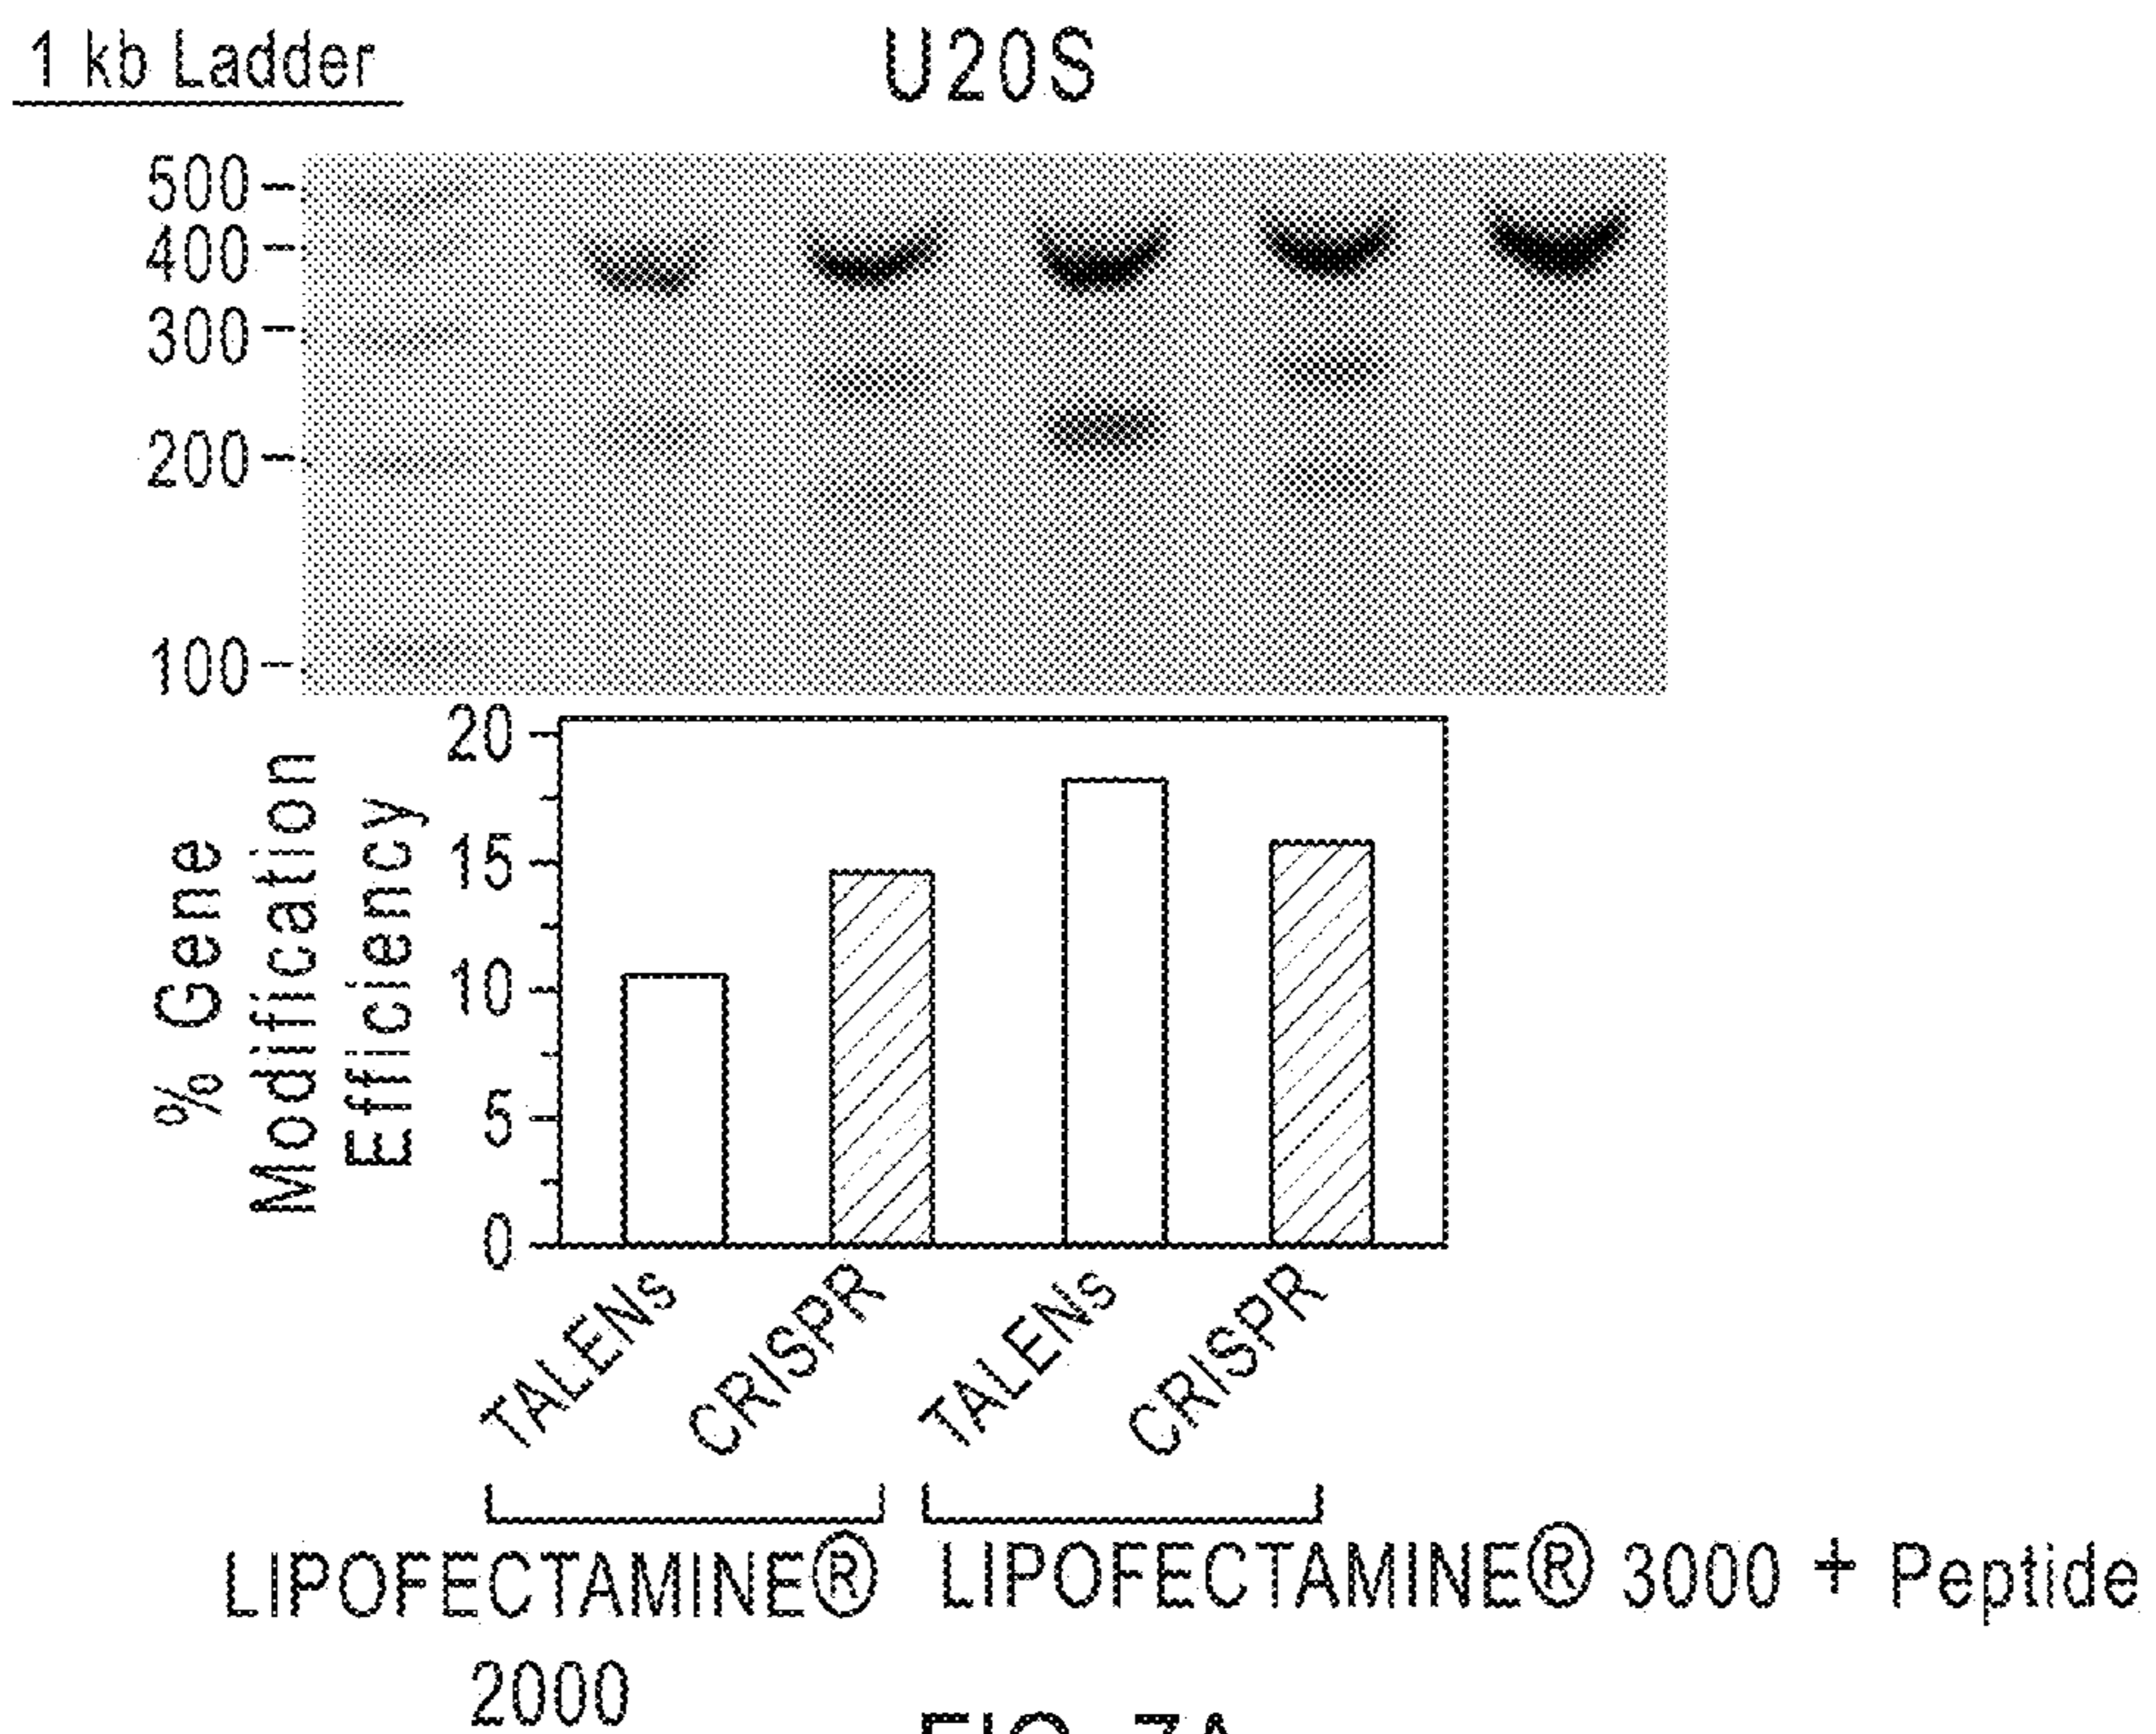 1 kb Ladder
U20S
500
400
300
200
100
% Gene
Modification
Efficiency
20
15
10
5
0
TALENs
CRISPR
TALENs
CRISPR
LIPOFECTAMINE®
2000
LIPOFECTAMINE® 3000 + Peptide